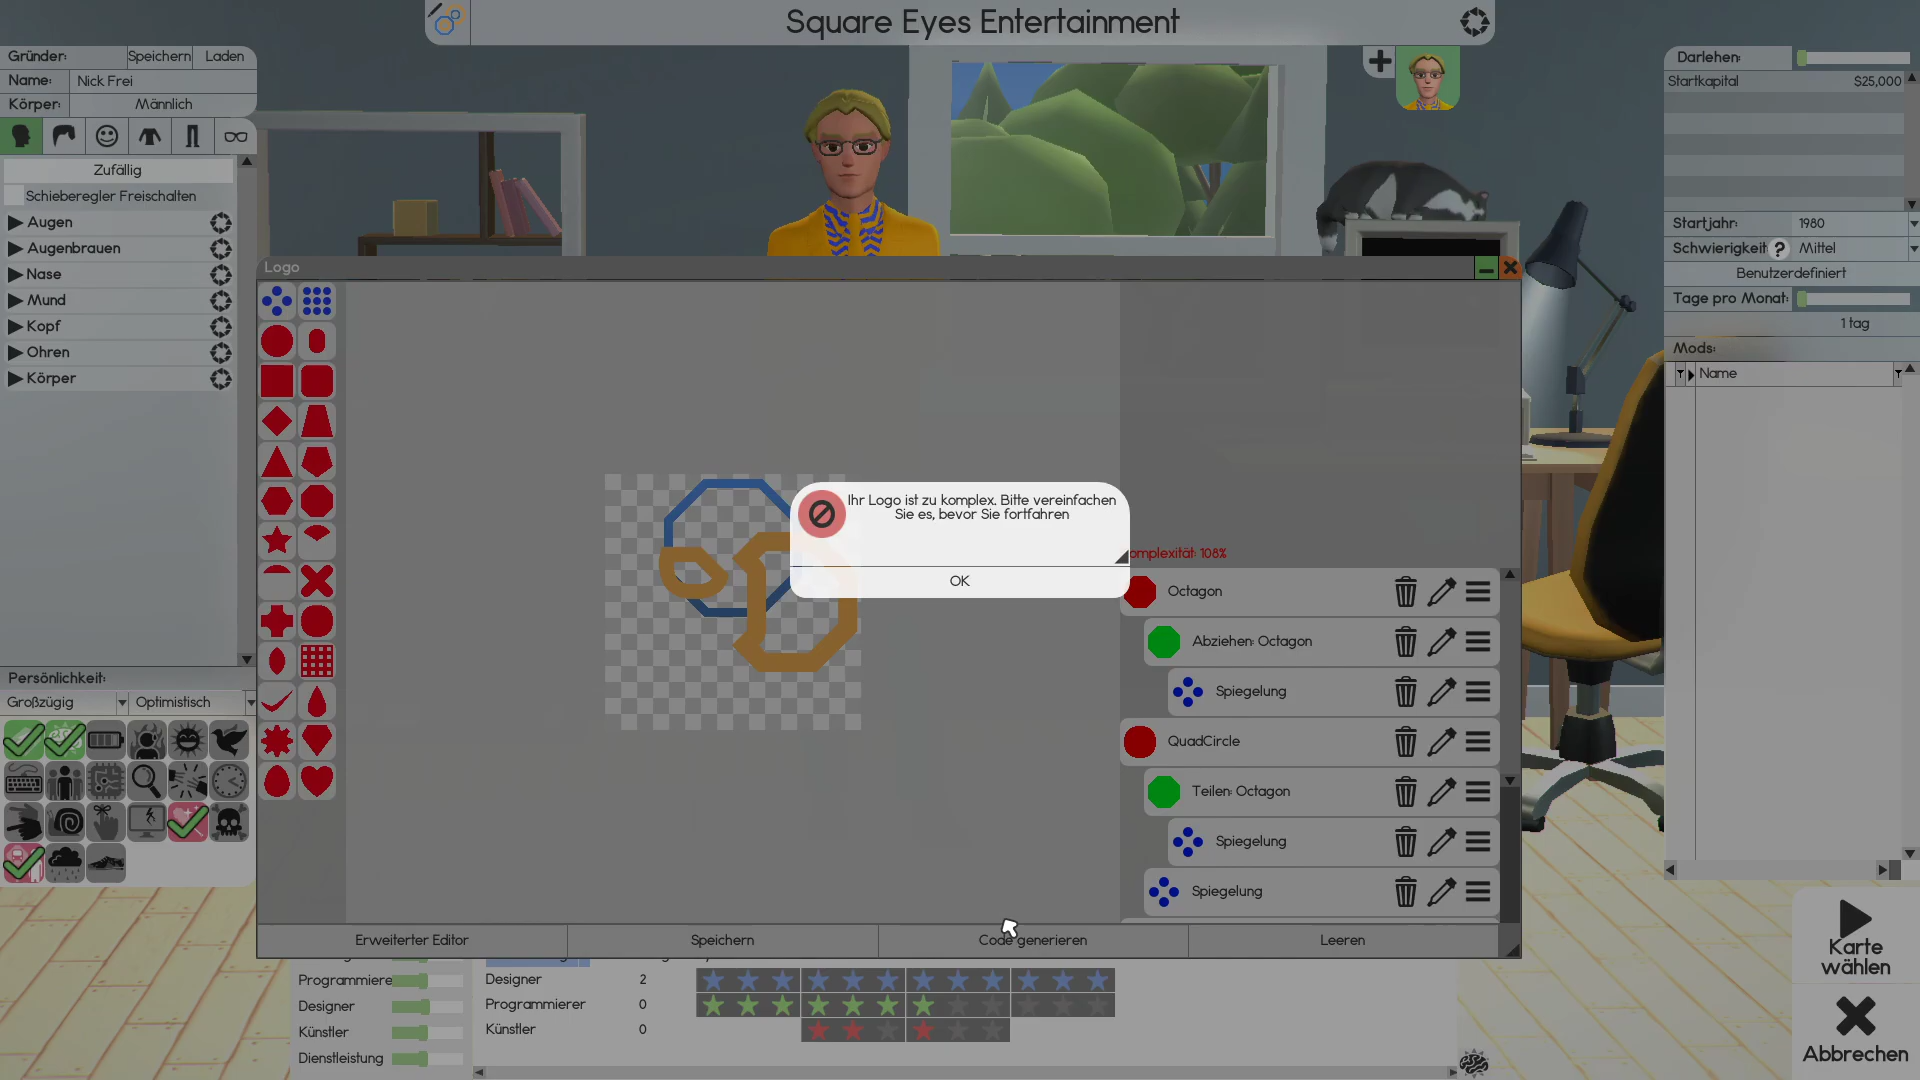 Square Eyes Entertainment
Gründer:
Speichern
Laden
Name:
Nick Frei
Körper:
Männlich
Zufällig
Schieberegler Freischalten
Augen
Augenbrauen
Nase
Mund
Kopf
Ohren
Körper
Persönlichkeit:
Großzügig
Optimistisch
Darlehen:
Startkapital
$25,000
Startjahr:
1980
Schwierigkeit
?
Mittel
Benutzerdefiniert
Tage pro Monat:
1 tag
Mods:
Name
Logo
Ihr Logo ist zu komplex. Bitte vereinfachen
Sie es, bevor Sie fortfahren
OK
omplexität: 108%
Octagon
Abziehen: Octagon
Spiegelung
QuadCircle
Teilen: Octagon
Spiegelung
Spiegelung
Erweiterter Editor
Speichern
Code generieren
Leeren
Programmiere
Designer
Künstler
Dienstleistung
Designer 2
Programmierer 0
Künstler 0
Karte
wählen
Abbrechen